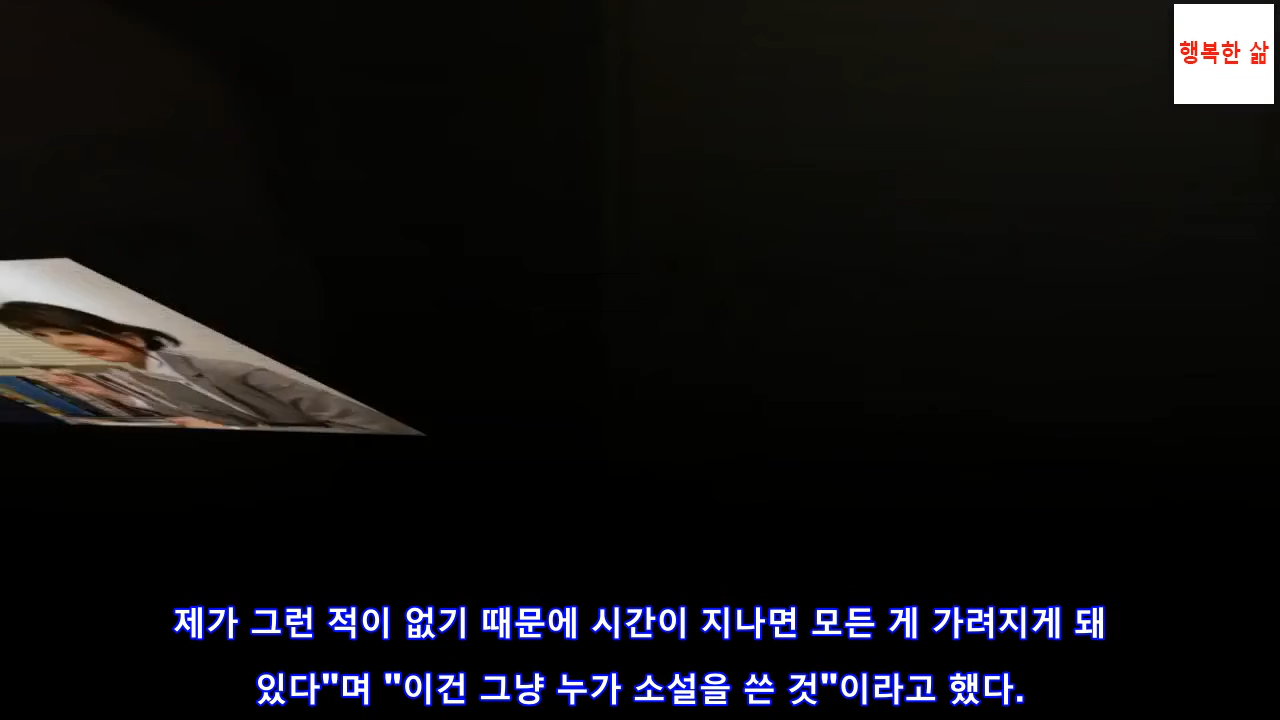 행복한 삶
제가 그런 적이 없기 때문에 시간이 지나면 모든 게 가려지게 돼
있다"며 "이건 그냥 누가 소설을 쓴 것"이라고 했다.